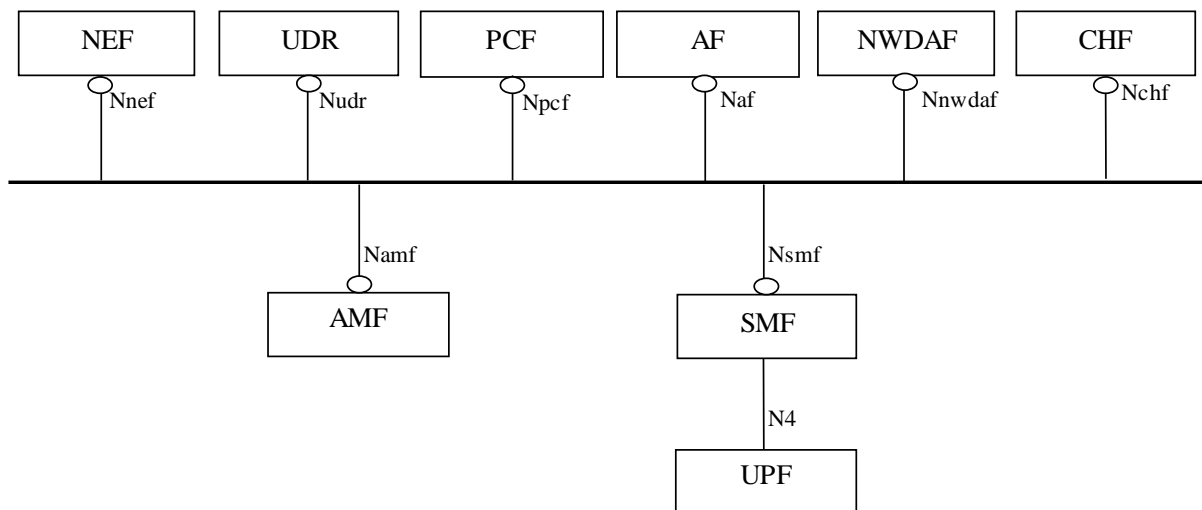 NEF UDR PCF AF NWDAF CHF
Nnef Nudr Npcf Naf Nnwdaf Nchf
Namf Nsmf
AMF SMF
N4
UPF